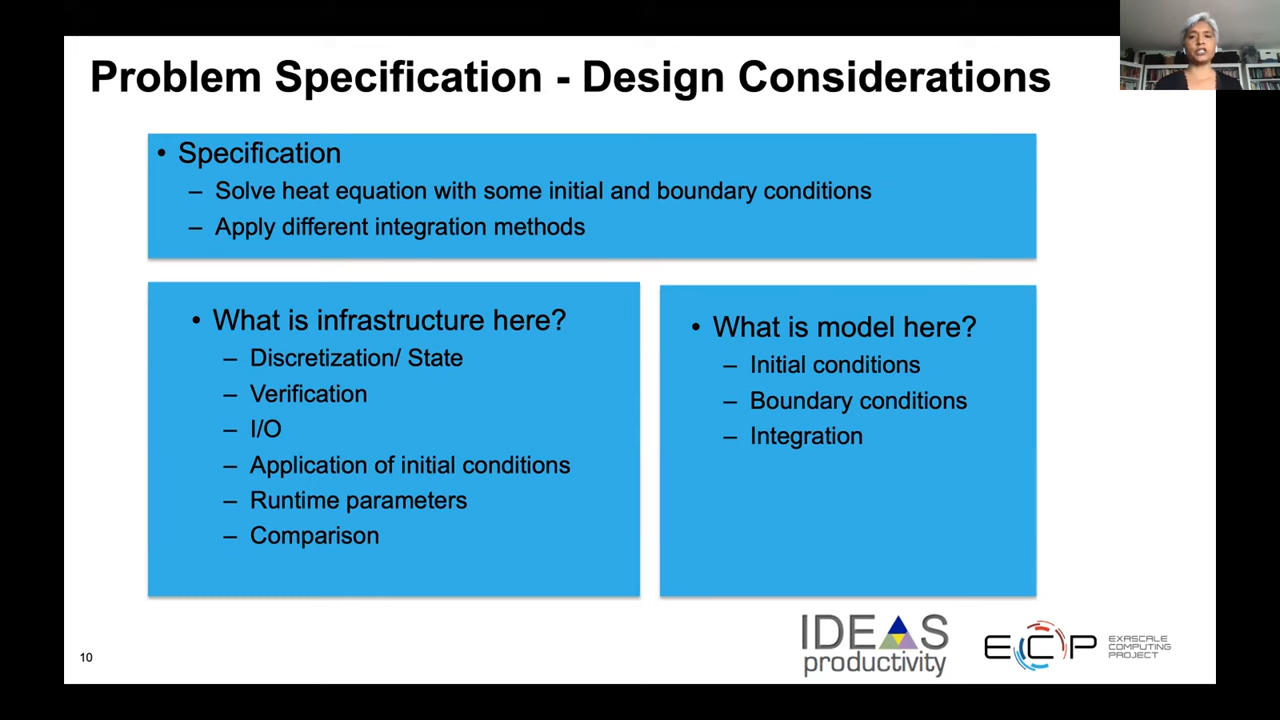 Problem Specification - Design Considerations
• Specification
– Solve heat equation with some initial and boundary conditions
– Apply different integration methods
• What is infrastructure here?
– Discretization/ State
– Verification
– I/O
– Application of initial conditions
– Runtime parameters
– Comparison
• What is model here?
– Initial conditions
– Boundary conditions
– Integration
10
IDEAS
productivity
ECP
EXASCALE
COMPUTING
PROJECT